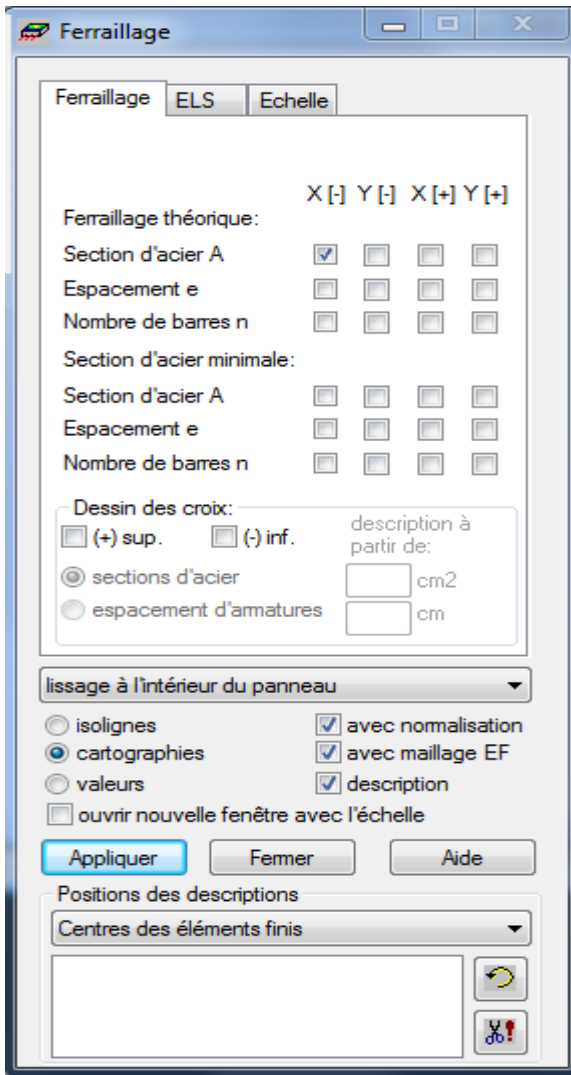 Ferraillage
Ferraillage ELS Echelle
X [-] Y [-] X [+] Y [+]
Ferraillage théorique:
Section d'acier A
Espacement e
Nombre de barres n
Section d'acier minimale:
Section d'acier A
Espacement e
Nombre de barres n
Dessin des croix:
(+) sup. (-) inf. description à
partir de:
sections d'acier cm2
espacement d'armatures cm
lissage à l'intérieur du panneau
isolignes avec normalisation
cartographies avec maillage EF
valeurs description
ouvrir nouvelle fenêtre avec l'échelle
Appliquer Fermer Aide
Positions des descriptions
Centres des éléments finis